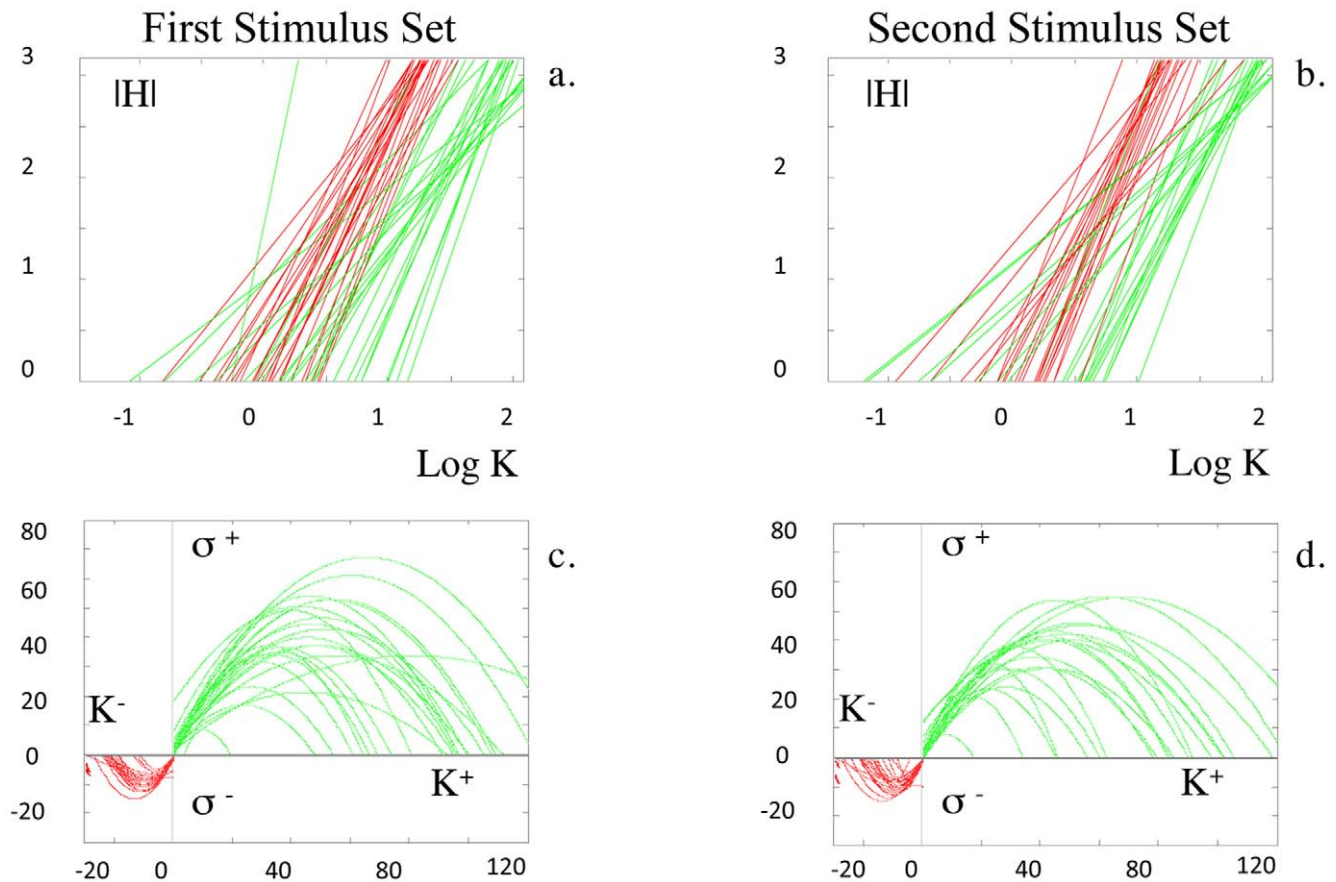 First Stimulus Set
Second Stimulus Set
3
|H|
a.
2
1
0
-1 0 1 2
Log K
3
|H|
b.
2
1
0
-1 0 1 2
Log K
80
σ +
c.
60
40
20
K-
0
K+
-20
σ -
-20 0 40 80 120
80
σ +
d.
60
40
20
K-
0
K+
-20
σ -
-20 0 40 60 120